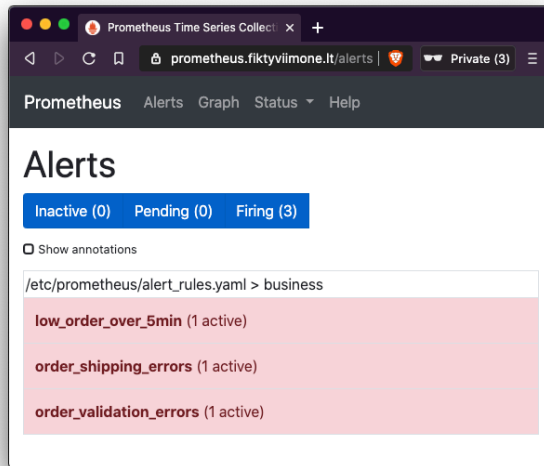 Prometheus Time Series Collecti
prometheus.fiktyviimone.lt/alerts
Private (3)
Prometheus Alerts Graph Status Help
Alerts
Inactive (0) Pending (0) Firing (3)
Show annotations
/etc/prometheus/alert_rules.yaml > business
low_order_over_5min (1 active)
order_shipping_errors (1 active)
order_validation_errors (1 active)